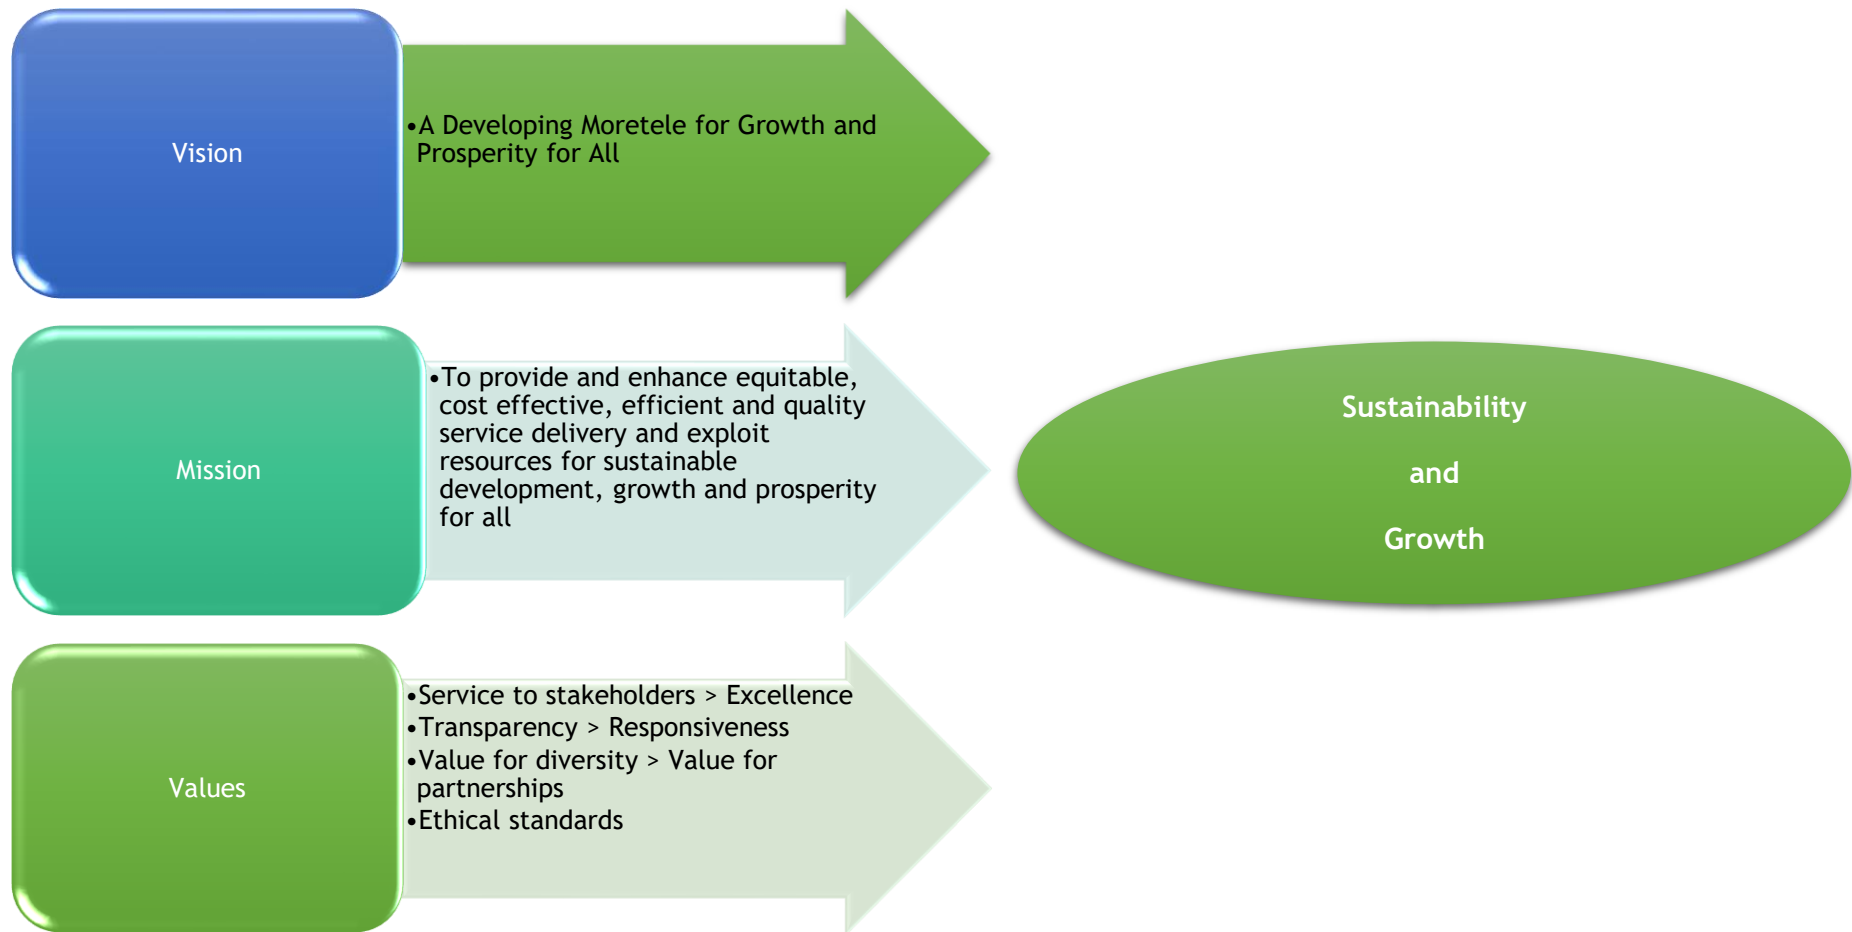 Vision
•A Developing Moretele for Growth and
Prosperity for All
Mission
•To provide and enhance equitable,
cost effective, efficient and quality
service delivery and exploit
resources for sustainable
development, growth and prosperity
for all
Values
•Service to stakeholders > Excellence
•Transparency > Responsiveness
•Value for diversity > Value for
partnerships
•Ethical standards
Sustainability
and
Growth